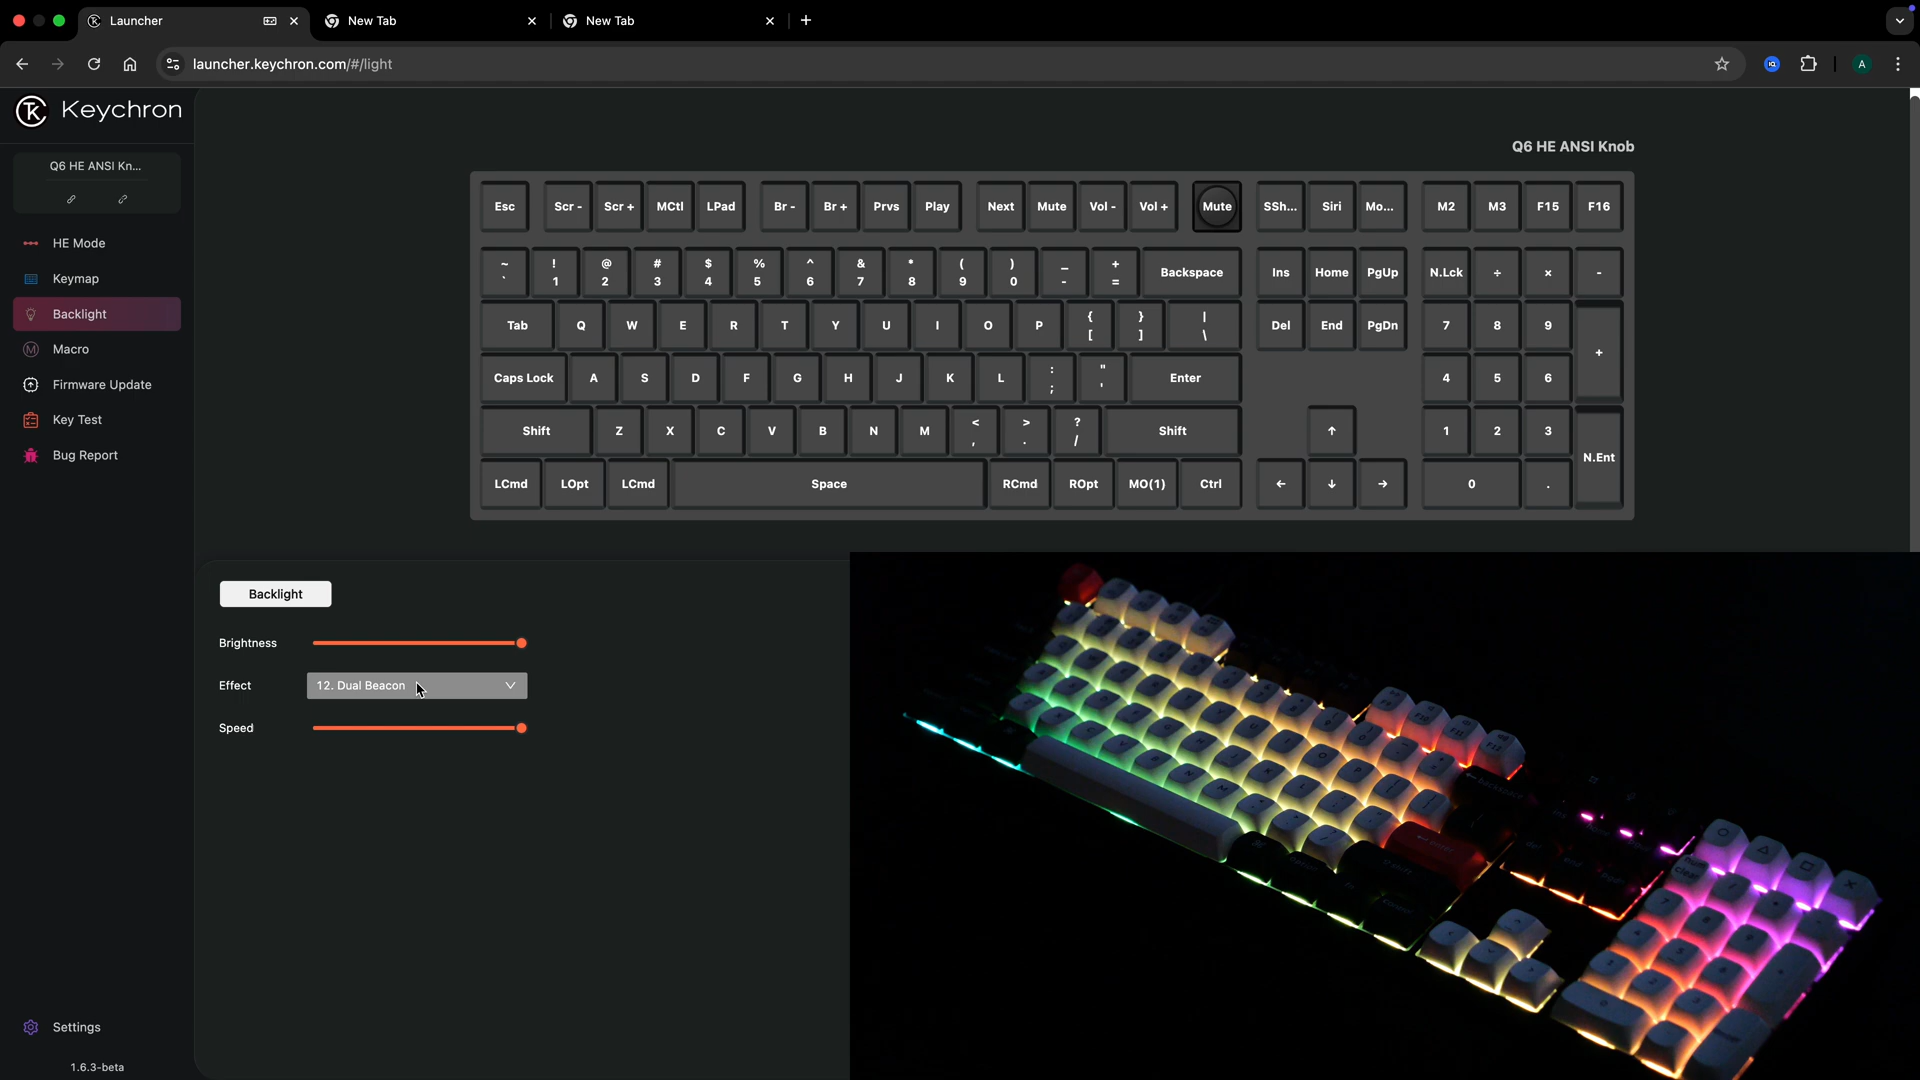 Launcher
New Tab
New Tab
launcher.keychron.com/#/light
A
Keychron
Q6 HE ANSI Kn...
HE Mode
Keymap
Backlight
Macro
Firmware Update
Key Test
Bug Report
Settings
1.6.3-beta
Q6 HE ANSI Knob
Esc Scr - Scr + MCtl LPad Br - Br + Prvs Play Next Mute Vol - Vol + Mute SSh... Siri Mo... M2 M3 F15 F16
~ ! @ # $ % ^ & * ( ) _ +
` 1 2 3 4 5 6 7 8 9 0 - = Backspace Ins Home PgUp N.Lck ÷ × -
Tab Q W E R T Y U I O P { [ } ] | \ Del End PgDn 7 8 9 +
Caps Lock A S D F G H J K L : ; " ' Enter 4 5 6
Shift Z X C V B N M < , > . ? / Shift ↑ 1 2 3 N.Ent
LCmd LOpt LCmd Space RCmd ROpt MO(1) Ctrl ← ↓ → 0 .
Backlight
Brightness
Effect 12. Dual Beacon
Speed